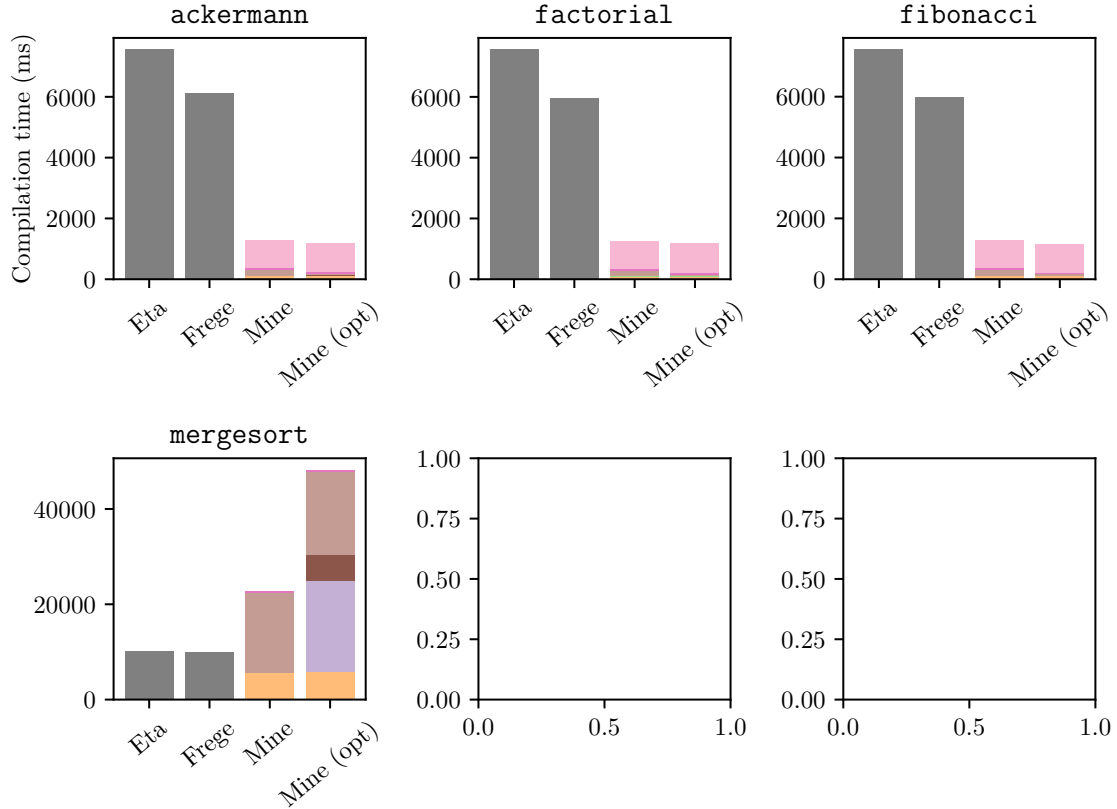 ackermann
Compilation time (ms)
6000
4000
2000
0
Eta
Frege
Mine
Mine (opt)
factorial
6000
4000
2000
0
Eta
Frege
Mine
Mine (opt)
fibonacci
6000
4000
2000
0
Eta
Frege
Mine
Mine (opt)
mergesort
40000
20000
0
Eta
Frege
Mine
Mine (opt)
1.00
0.75
0.50
0.25
0.00
0.0 0.5 1.0
1.00
0.75
0.50
0.25
0.00
0.0 0.5 1.0